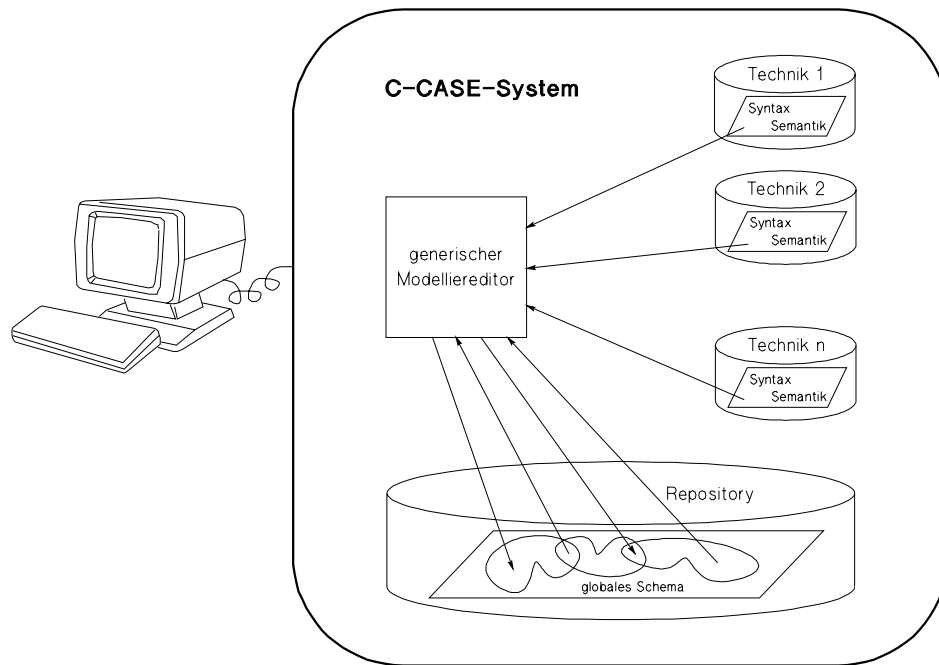 C-CASE-System
Technik 1
Syntax
Semantik
Technik 2
Syntax
Semantik
generischer
Modelliereditor
Technik n
Syntax
Semantik
Repository
globales Schema